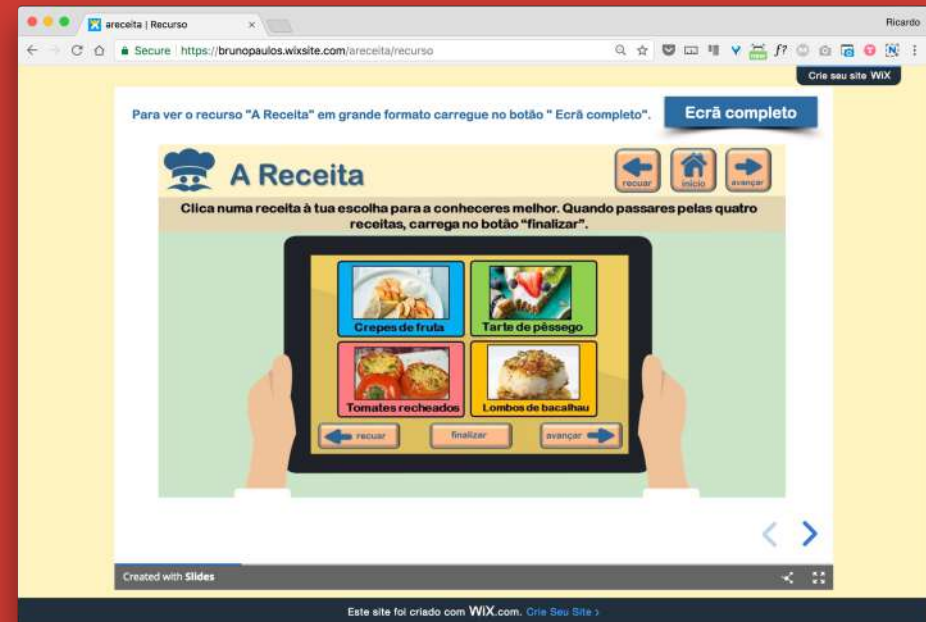 areceita | Recurso
Ricardo
Secure https://brunopaulos.wixsite.com/areceita/recurso
Crie seu site WiX
Para ver o recurso "A Receita" em grande formato carregue no botão " Ecrã completo".
Ecrã completo
A Receita
recuar
início
avançar
Clica numa receita à tua escolha para a conheceres melhor. Quando passares pelas quatro
receitas, carrega no botão “finalizar”.
Crepes de fruta
Tarte de pêssego
Tomates recheados
Lombos de bacalhau
recuar
finalizar
avançar
Created with Slides
Este site foi criado com WiX.com. Crie Seu Site >